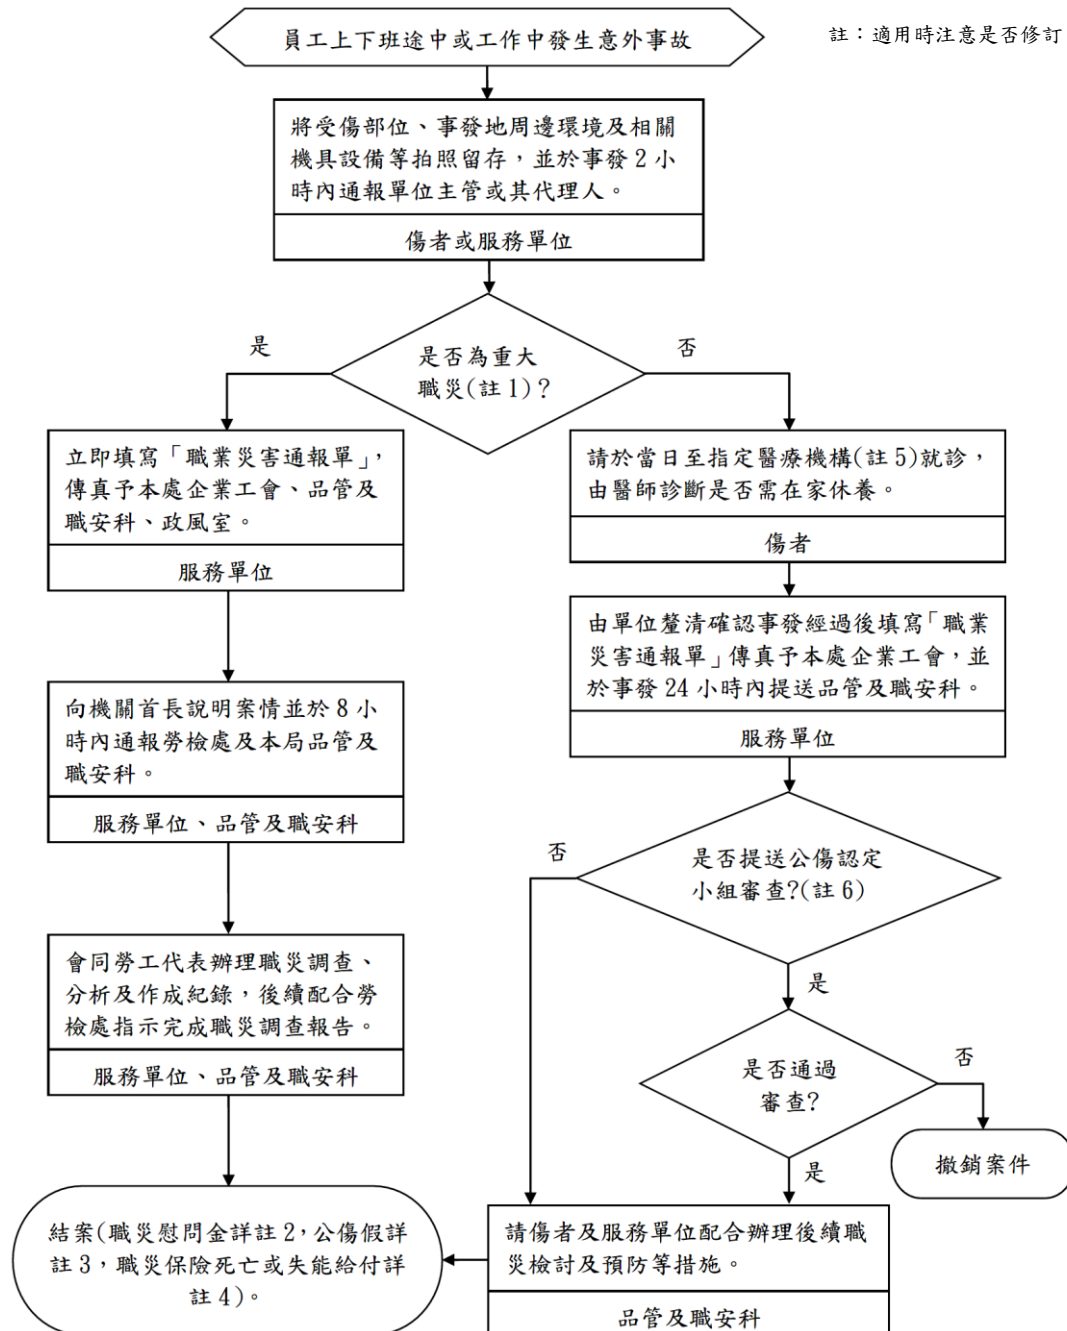 員工上下班途中或工作中發生意外事故
註：適用時注意是否修訂
將受傷部位、事發地周邊環境及相關
機具設備等拍照留存，並於事發 2 小
時內通報單位主管或其代理人。
傷者或服務單位
是否為重大
職災(註 1)？
是
否
立即填寫「職業災害通報單」，
傳真予本處企業工會、品管及
職安科、政風室。
服務單位
向機關首長說明案情並於 8 小
時內通報勞檢處及本局品管及
職安科。
服務單位、品管及職安科
會同勞工代表辦理職災調查、
分析及作成紀錄，後續配合勞
檢處指示完成職災調查報告。
服務單位、品管及職安科
請於當日至指定醫療機構(註 5)就診，
由醫師診斷是否需在家休養。
傷者
由單位釐清確認事發經過後填寫「職業
災害通報單」傳真予本處企業工會，並
於事發 24 小時內提送品管及職安科。
服務單位
是否提送公傷認定
小組審查?(註 6)
否
是
是否通過
審查?
否
撤銷案件
是
請傷者及服務單位配合辦理後續職
災檢討及預防等措施。
品管及職安科
結案(職災慰問金詳註 2，公傷假詳
註 3，職災保險死亡或失能給付詳
註 4)。